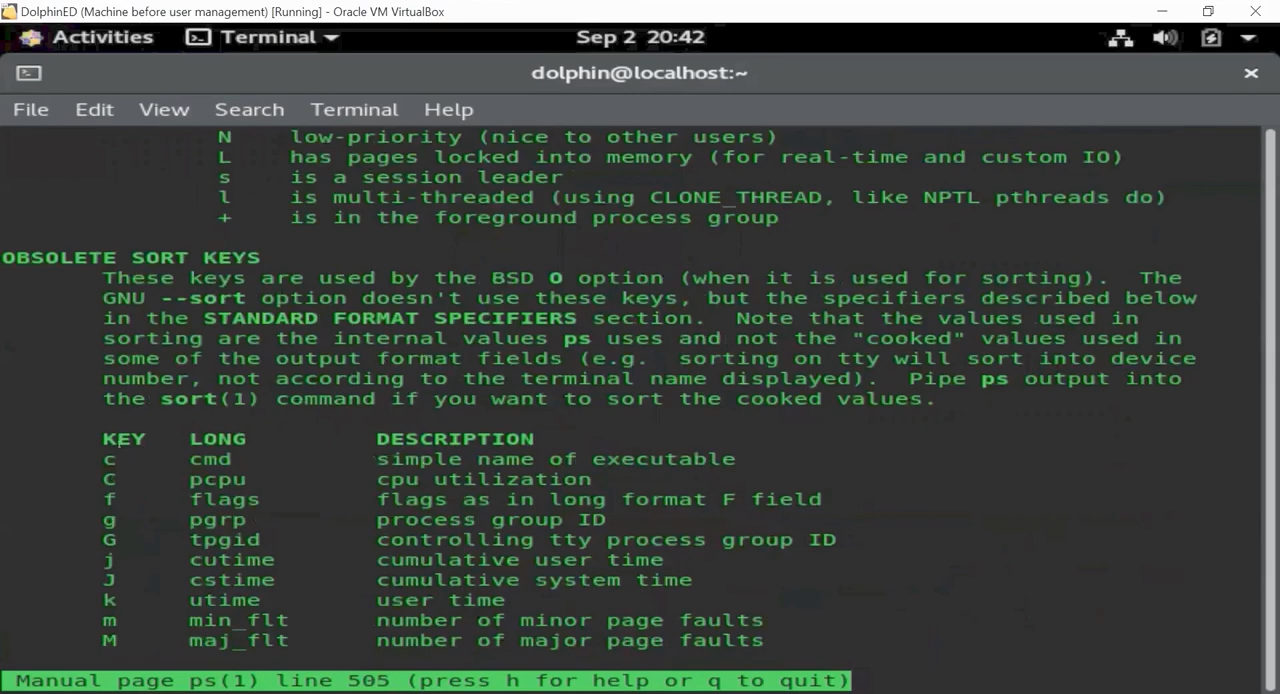 DolphinED (Machine before user management) [Running] - Oracle VM VirtualBox
Activities Terminal Sep 2 20:42
dolphin@localhost:~
File Edit View Search Terminal Help
N low-priority (nice to other users)
L has pages locked into memory (for real-time and custom IO)
s is a session leader
l is multi-threaded (using CLONE_THREAD, like NPTL pthreads do)
+ is in the foreground process group
OBSOLETE SORT KEYS
These keys are used by the BSD O option (when it is used for sorting). The
GNU --sort option doesn't use these keys, but the specifiers described below
in the STANDARD FORMAT SPECIFIERS section. Note that the values used in
sorting are the internal values ps uses and not the "cooked" values used in
some of the output format fields (e.g. sorting on tty will sort into device
number, not according to the terminal name displayed). Pipe ps output into
the sort(1) command if you want to sort the cooked values.
KEY LONG DESCRIPTION
c cmd simple name of executable
C pcpu cpu utilization
f flags flags as in long format F field
g pgrp process group ID
G tpgid controlling tty process group ID
j cutime cumulative user time
J cstime cumulative system time
k utime user time
m min_flt number of minor page faults
M maj_flt number of major page faults
Manual page ps(1) line 505 (press h for help or q to quit)